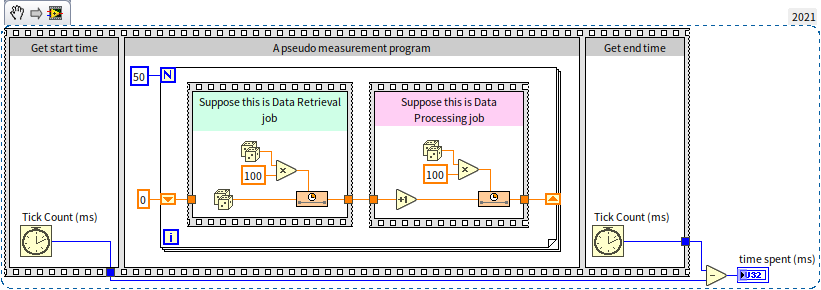 2021
Get start time
A pseudo measurement program
Get end time
50
N
Suppose this is Data Retrieval
job
Suppose this is Data
Processing job
×
100
×
100
0
+1
i
Tick Count (ms)
Tick Count (ms)
time spent (ms)
-
U32